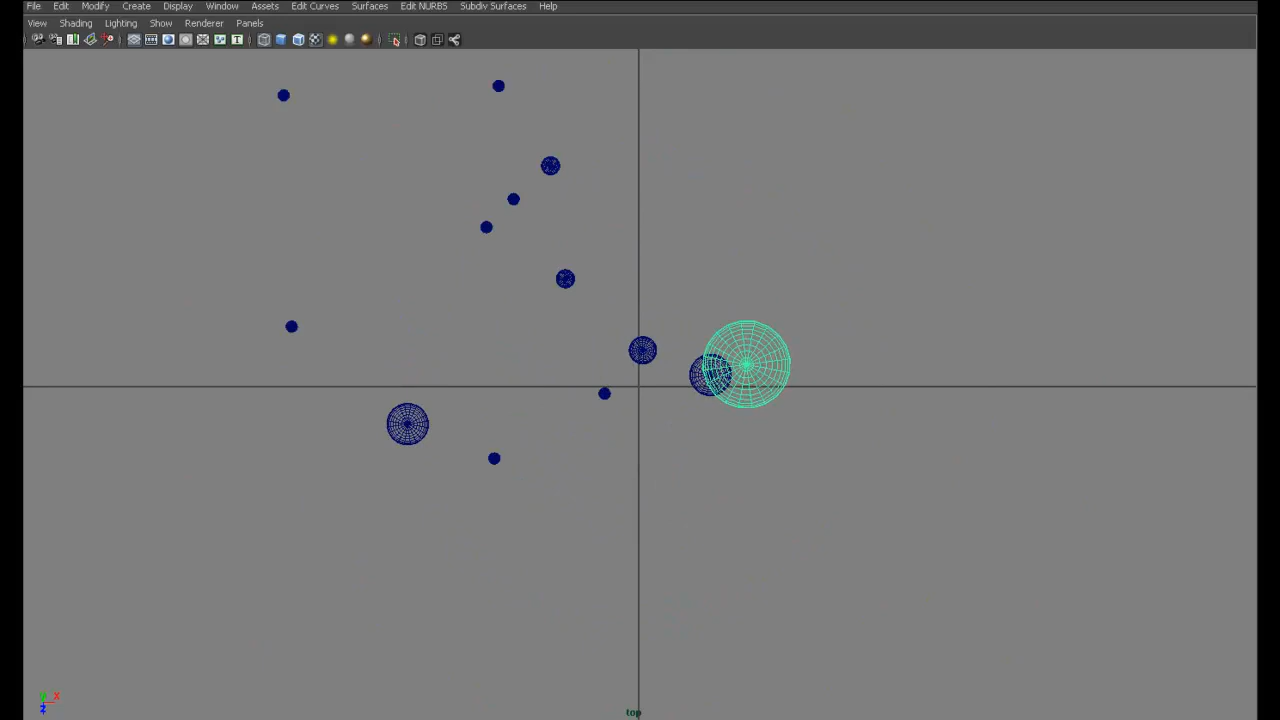 File Edit Modify Create Display Window Assets Edit Curves Surfaces Edit NURBS Subdiv Surfaces Help
View Shading Lighting Show Renderer Panels
T
Y X
Z
top